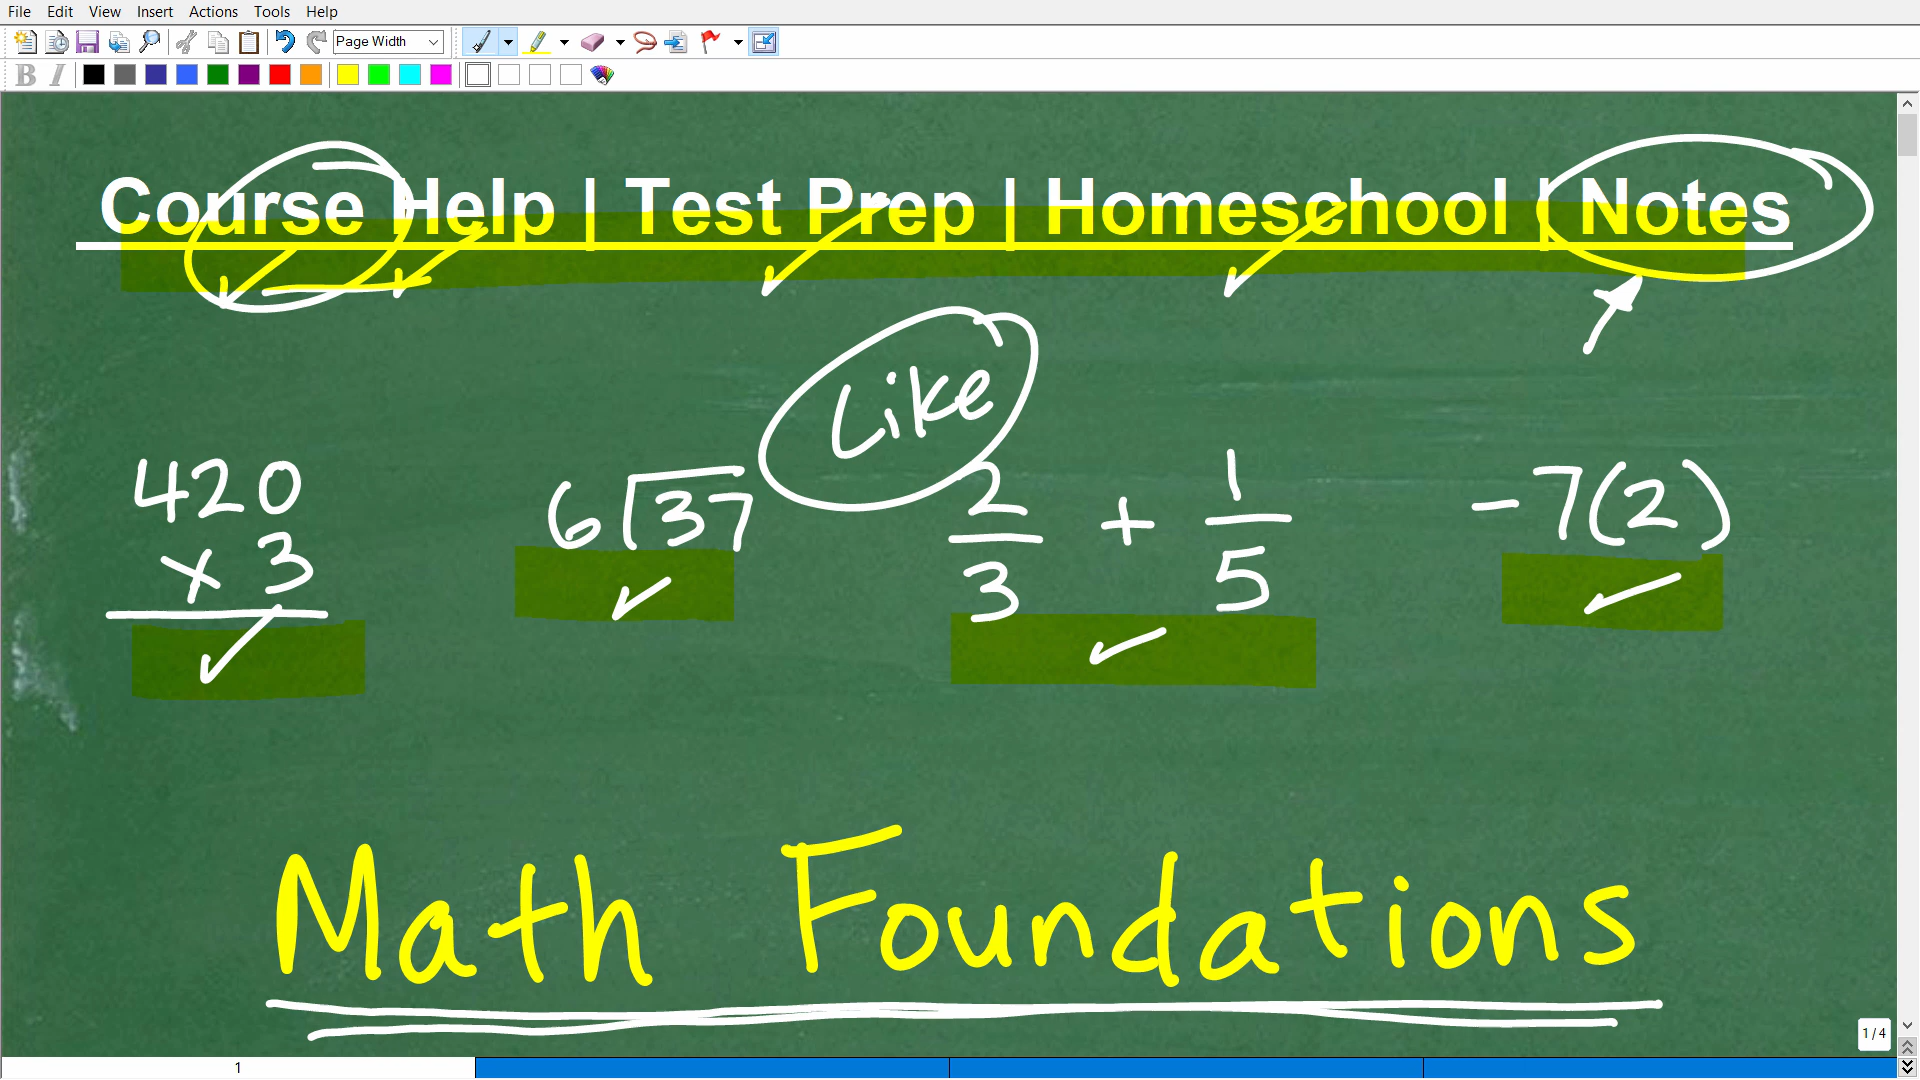 File Edit View Insert Actions Tools Help
Page Width
B I
Course Help | Test Prep | Homeschool | Notes
Like
420
x 3
6 37
2/3 + 1/5
-7(2)
Math Foundations
1 / 4
1